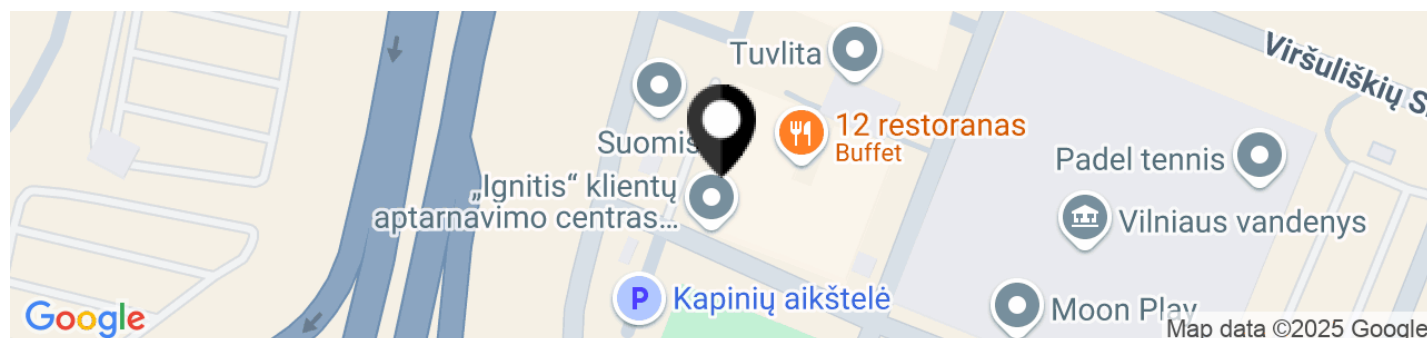 Tuvlita
Viršuliškių S
Suomis
12 restoranas
Buffet
Padel tennis
„Ignitis“ klientų
aptarnavimo centras...
Vilniaus vandenys
P
Kapinių aikštelė
Moon Play
Google
Map data ©2025 Google